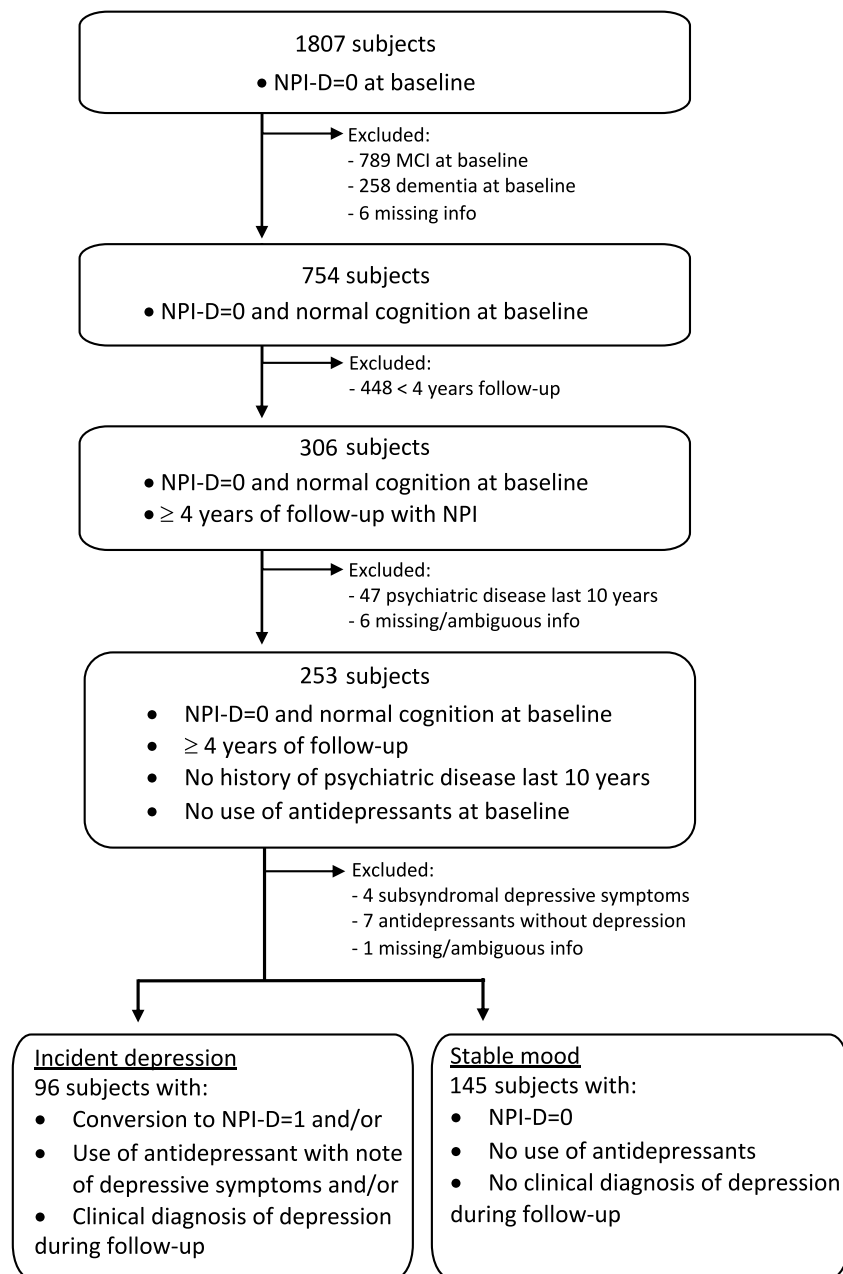 1807 subjects
• NPI-D=0 at baseline
Excluded:
- 789 MCI at baseline
- 258 dementia at baseline
- 6 missing info
754 subjects
• NPI-D=0 and normal cognition at baseline
Excluded:
- 448 < 4 years follow-up
306 subjects
• NPI-D=0 and normal cognition at baseline
• ≥ 4 years of follow-up with NPI
Excluded:
- 47 psychiatric disease last 10 years
- 6 missing/ambiguous info
253 subjects
• NPI-D=0 and normal cognition at baseline
• ≥ 4 years of follow-up
• No history of psychiatric disease last 10 years
• No use of antidepressants at baseline
Excluded:
- 4 subsyndromal depressive symptoms
- 7 antidepressants without depression
- 1 missing/ambiguous info
Incident depression
96 subjects with:
• Conversion to NPI-D=1 and/or
• Use of antidepressant with note
of depressive symptoms and/or
• Clinical diagnosis of depression
during follow-up
Stable mood
145 subjects with:
• NPI-D=0
• No use of antidepressants
• No clinical diagnosis of depression
during follow-up